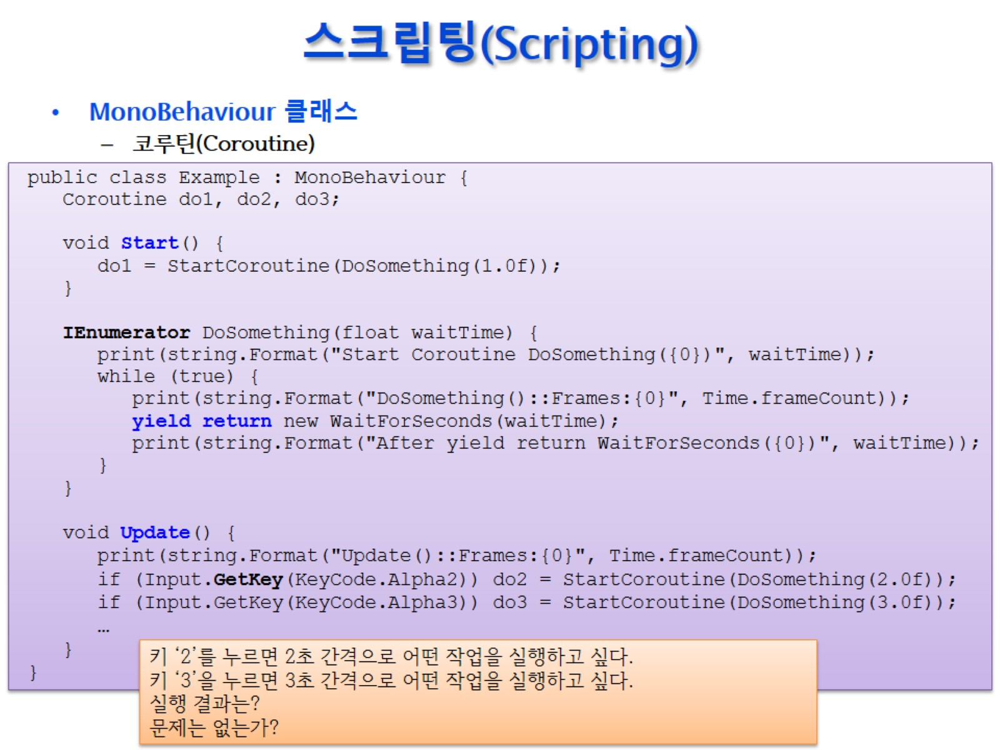 스크립팅(Scripting)
• MonoBehaviour 클래스
– 코루틴(Coroutine)
public class Example : MonoBehaviour {
Coroutine do1, do2, do3;
void Start() {
do1 = StartCoroutine(DoSomething(1.0f));
}
IEnumerator DoSomething(float waitTime) {
print(string.Format("Start Coroutine DoSomething({0})", waitTime));
while (true) {
print(string.Format("DoSomething()::Frames:{0}", Time.frameCount));
yield return new WaitForSeconds(waitTime);
print(string.Format("After yield return WaitForSeconds({0})", waitTime));
}
}
void Update() {
print(string.Format("Update()::Frames:{0}", Time.frameCount));
if (Input.GetKey(KeyCode.Alpha2)) do2 = StartCoroutine(DoSomething(2.0f));
if (Input.GetKey(KeyCode.Alpha3)) do3 = StartCoroutine(DoSomething(3.0f));
…
}
}
키 ‘2’를 누르면 2초 간격으로 어떤 작업을 실행하고 싶다.
키 ‘3’을 누르면 3초 간격으로 어떤 작업을 실행하고 싶다.
실행 결과는?
문제는 없는가?